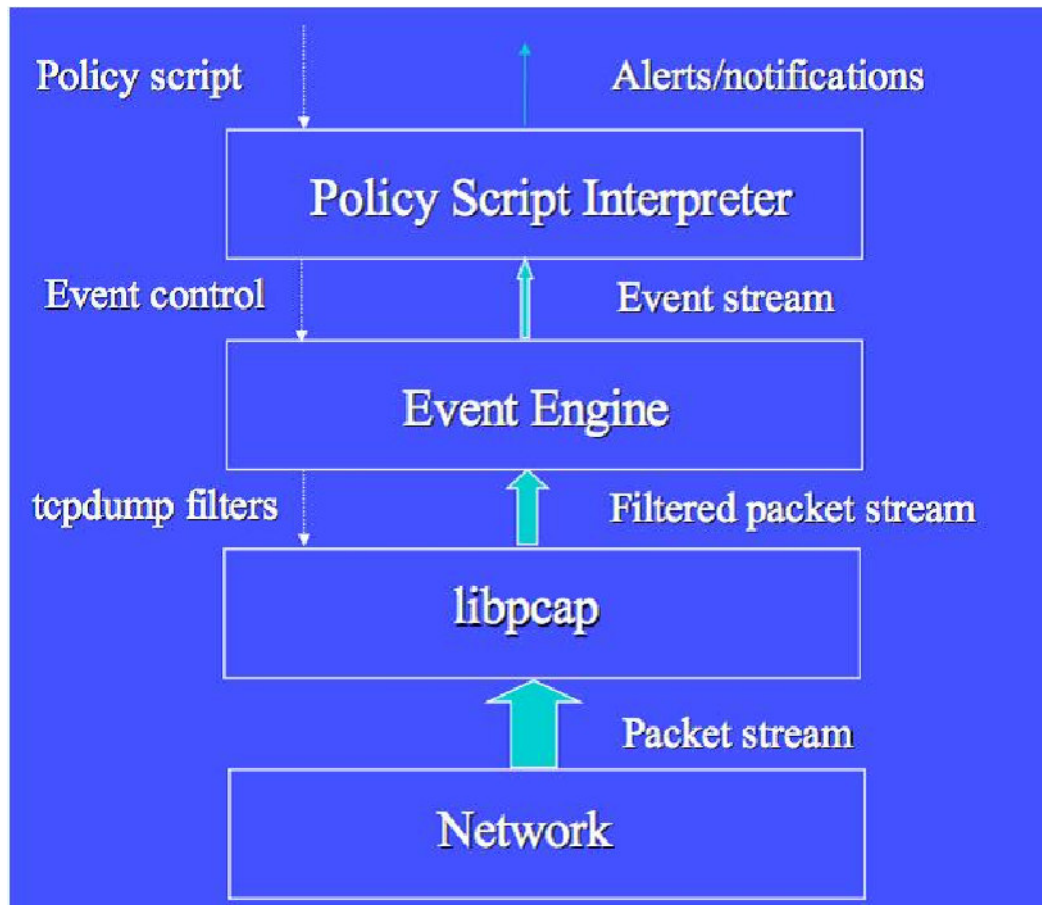 Policy script
Alerts/notifications
Policy Script Interpreter
Event control
Event stream
Event Engine
tcpdump filters
Filtered packet stream
libpcap
Packet stream
Network